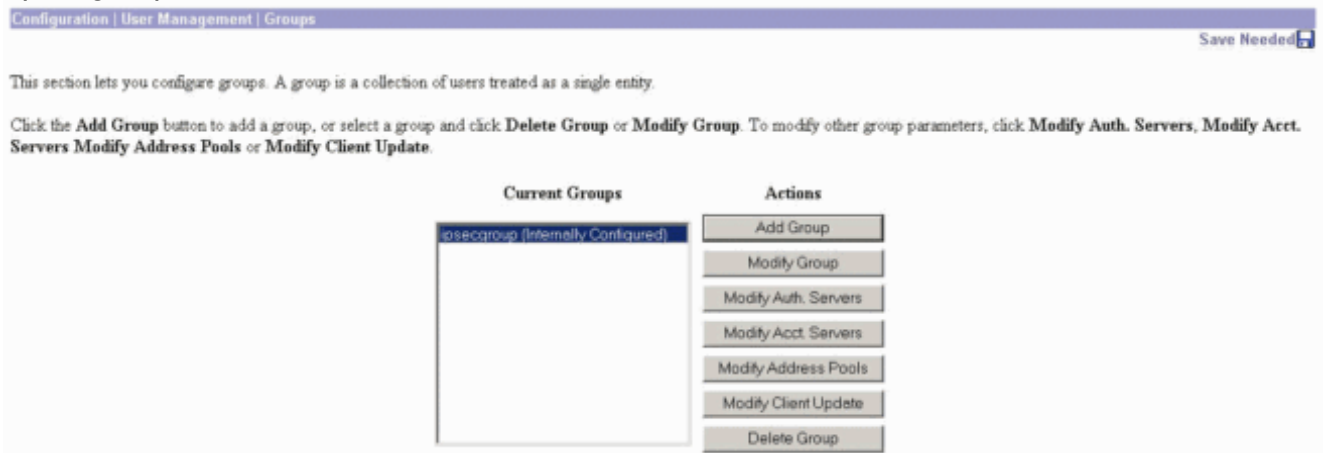 Configuration | User Management | Groups
Save Needed
This section lets you configure groups. A group is a collection of users treated as a single entity.
Click the Add Group button to add a group, or select a group and click Delete Group or Modify Group. To modify other group parameters, click Modify Auth. Servers, Modify Acct.
Servers Modify Address Pools or Modify Client Update.
Current Groups
Actions
ipsecgroup (Internally Configured)
Add Group
Modify Group
Modify Auth. Servers
Modify Acct. Servers
Modify Address Pools
Modify Client Update
Delete Group